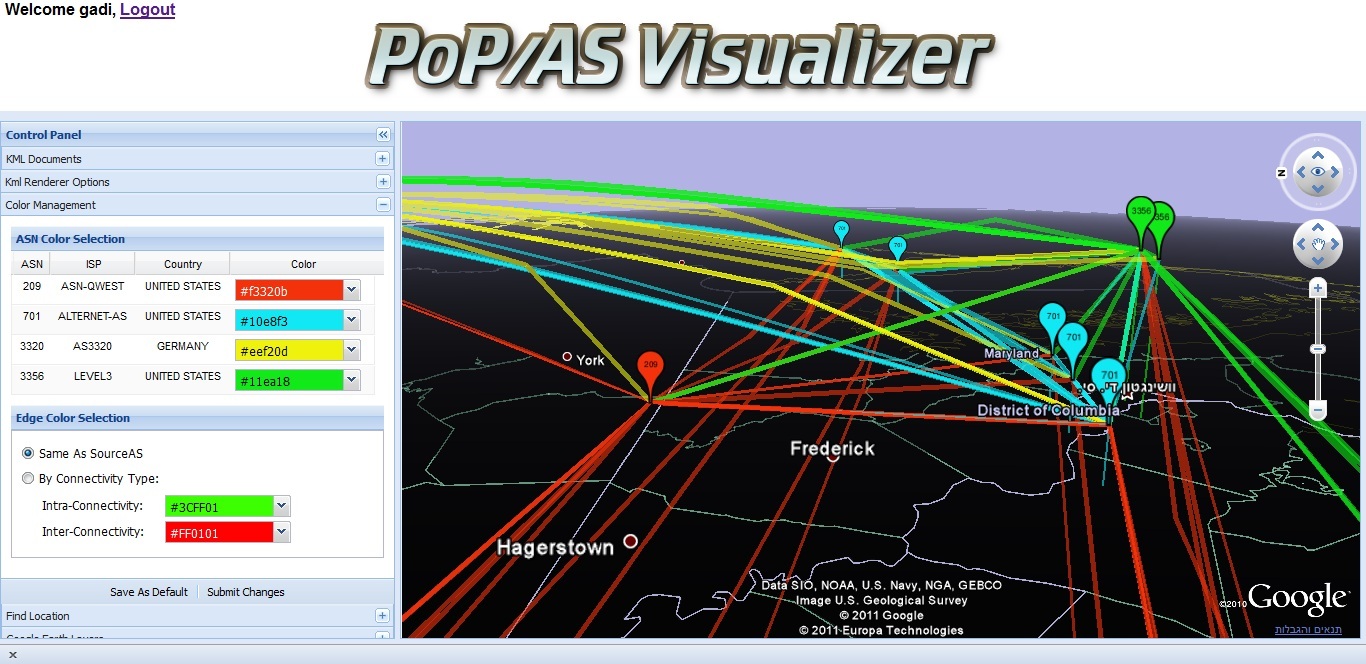 Welcome gadi, Logout
PoP/AS Visualizer
Control Panel
KML Documents
Kml Renderer Options
Color Management
ASN Color Selection
ASN ISP Country Color
209 ASN-QWEST UNITED STATES #f3320b
701 ALTERNET-AS UNITED STATES #10e8f3
3320 AS3320 GERMANY #eef20d
3356 LEVEL3 UNITED STATES #11ea18
Edge Color Selection
Same As SourceAS
By Connectivity Type:
Intra-Connectivity: #3CFF01
Inter-Connectivity: #FF0101
Save As Default Submit Changes
Find Location
Google Earth Layers
N
3356 356
701
701
701
701
Maryland
701
וושינגטון די. סי.
District of Columbia
York
209
Frederick
Hagerstown
Data SIO, NOAA, U.S. Navy, NGA, GEBCO
Image U.S. Geological Survey
© 2011 Google
© 2011 Europa Technologies
©2010 Google
תנאים והגבלות